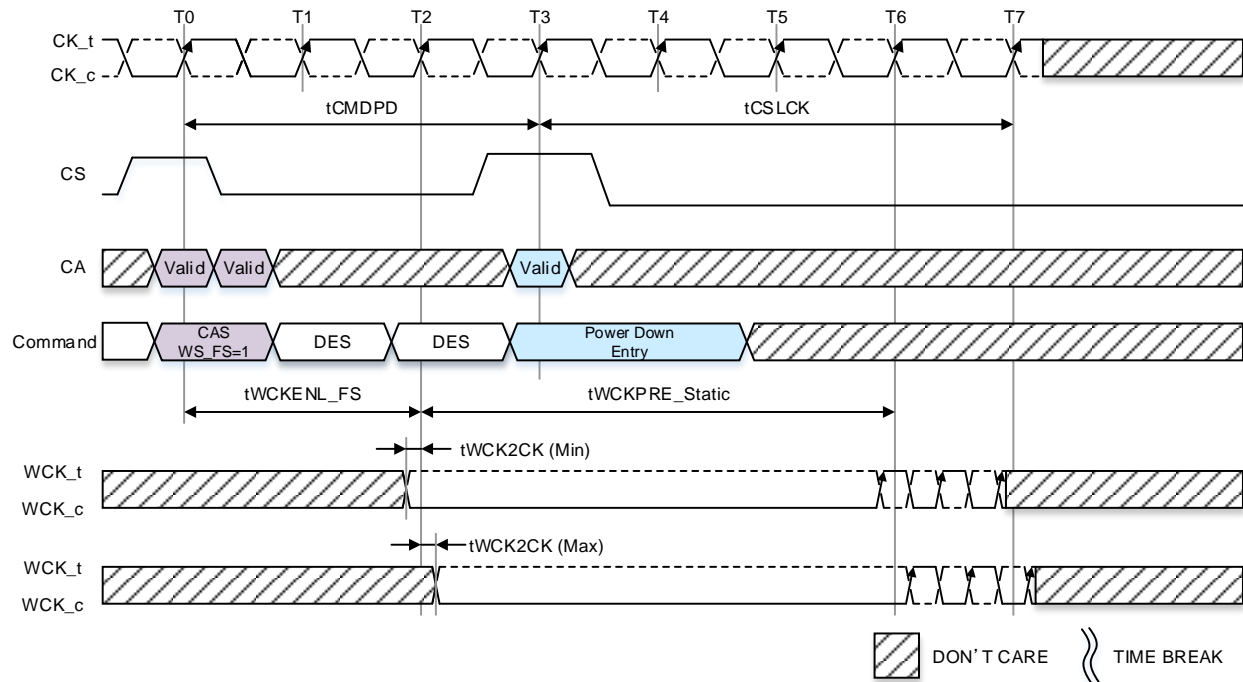 T0 T1 T2 T3 T4 T5 T6 T7
CK_t
CK_c
tCMDPD tCSLCK
CS
CA Valid Valid Valid
Command CAS WS_FS=1 DES DES Power Down Entry
tWCKENL_FS tWCKPRE_Static
tWCK2CK (Min)
WCK_t
WCK_c
tWCK2CK (Max)
WCK_t
WCK_c
DON'T CARE TIME BREAK